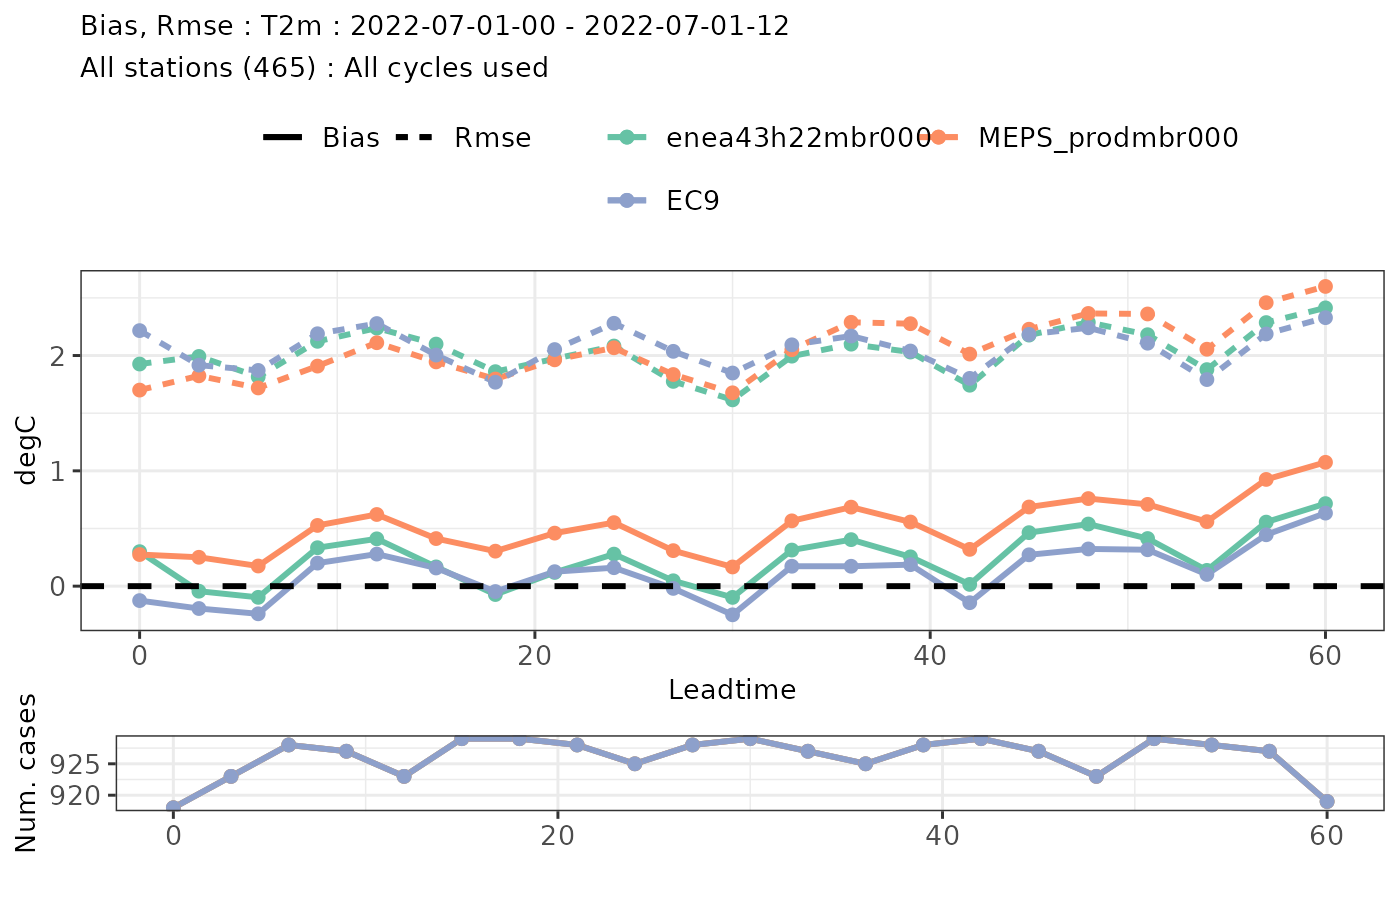 Bias, Rmse : T2m : 2022-07-01-00 - 2022-07-01-12
All stations (465) : All cycles used
Bias Rmse enea43h22mbr000 MEPS_prodmbr000
EC9
degC
2
1
0
0 20 40 60
Leadtime
Num. cases
925
920
0 20 40 60